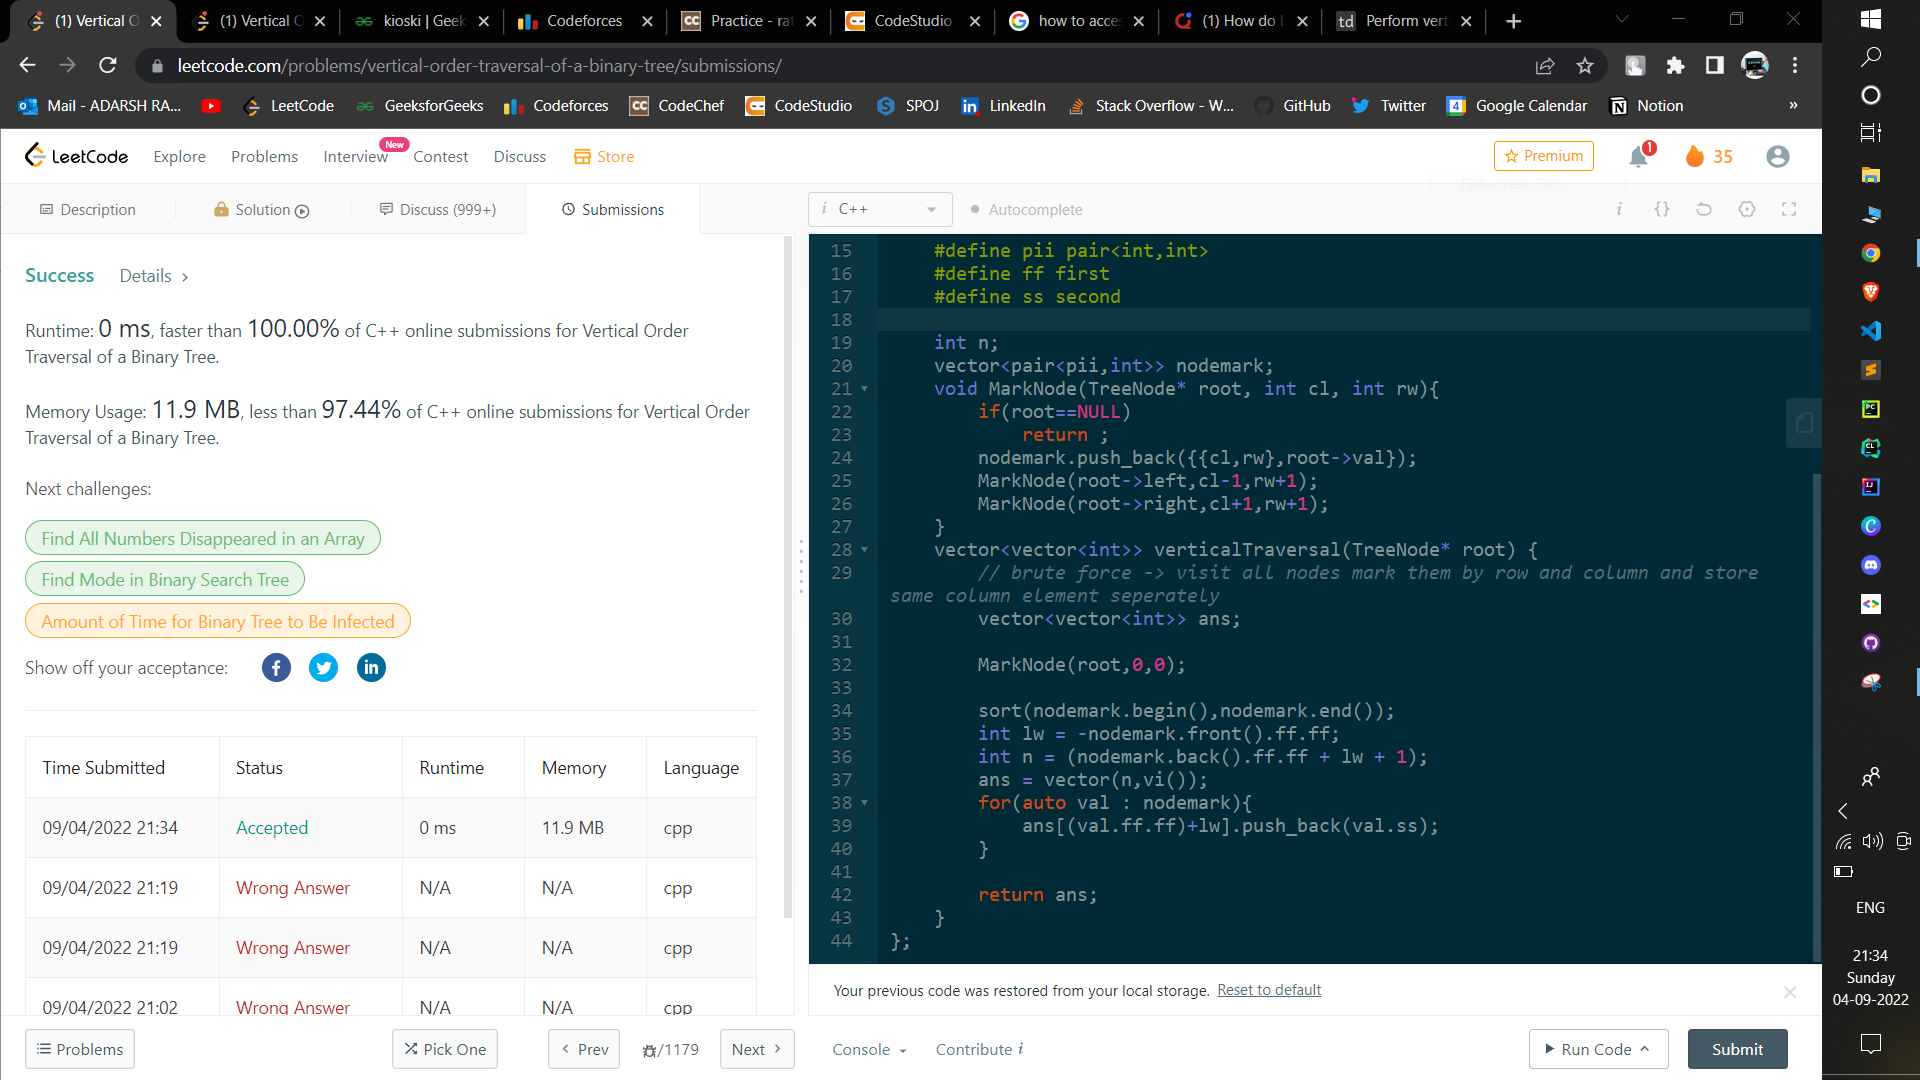 (1) Vertical O
(1) Vertical O
kioski | Geek
Codeforces
Practice - rat
CodeStudio
how to acces
(1) How do I
Perform vert
leetcode.com/problems/vertical-order-traversal-of-a-binary-tree/submissions/
Mail - ADARSH RA...
LeetCode
GeeksforGeeks
Codeforces
CodeChef
CodeStudio
SPOJ
LinkedIn
Stack Overflow - W...
GitHub
Twitter
Google Calendar
Notion
»
LeetCode
Explore
Problems
Interview
New
Contest
Discuss
Store
Premium
1
35
Description
Solution
Discuss (999+)
Submissions
Success
Details >
Runtime: 0 ms, faster than 100.00% of C++ online submissions for Vertical Order
Traversal of a Binary Tree.
Memory Usage: 11.9 MB, less than 97.44% of C++ online submissions for Vertical Order
Traversal of a Binary Tree.
Next challenges:
Find All Numbers Disappeared in an Array
Find Mode in Binary Search Tree
Amount of Time for Binary Tree to Be Infected
Show off your acceptance:
Time Submitted Status Runtime Memory Language
09/04/2022 21:34 Accepted 0 ms 11.9 MB cpp
09/04/2022 21:19 Wrong Answer N/A N/A cpp
09/04/2022 21:19 Wrong Answer N/A N/A cpp
09/04/2022 21:02 Wrong Answer N/A N/A cpp
Problems
Pick One
< Prev
/1179
Next >
i C++
Autocomplete
Full-screen Snip
15 #define pii pair<int,int>
16 #define ff first
17 #define ss second
18
19 int n;
20 vector<pair<pii,int>> nodemark;
21 void MarkNode(TreeNode* root, int cl, int rw){
22 if(root==NULL)
23 return ;
24 nodemark.push_back({{cl,rw},root->val});
25 MarkNode(root->left,cl-1,rw+1);
26 MarkNode(root->right,cl+1,rw+1);
27 }
28 vector<vector<int>> verticalTraversal(TreeNode* root) {
29 // brute force -> visit all nodes mark them by row and column and store
same column element seperately
30 vector<vector<int>> ans;
31
32 MarkNode(root,0,0);
33
34 sort(nodemark.begin(),nodemark.end());
35 int lw = -nodemark.front().ff.ff;
36 int n = (nodemark.back().ff.ff + lw + 1);
37 ans = vector(n,vi());
38 for(auto val : nodemark){
39 ans[(val.ff.ff)+lw].push_back(val.ss);
40 }
41
42 return ans;
43 }
44 };
Your previous code was restored from your local storage. Reset to default
Console
Contribute i
Run Code
Submit
ENG
21:34
Sunday
04-09-2022